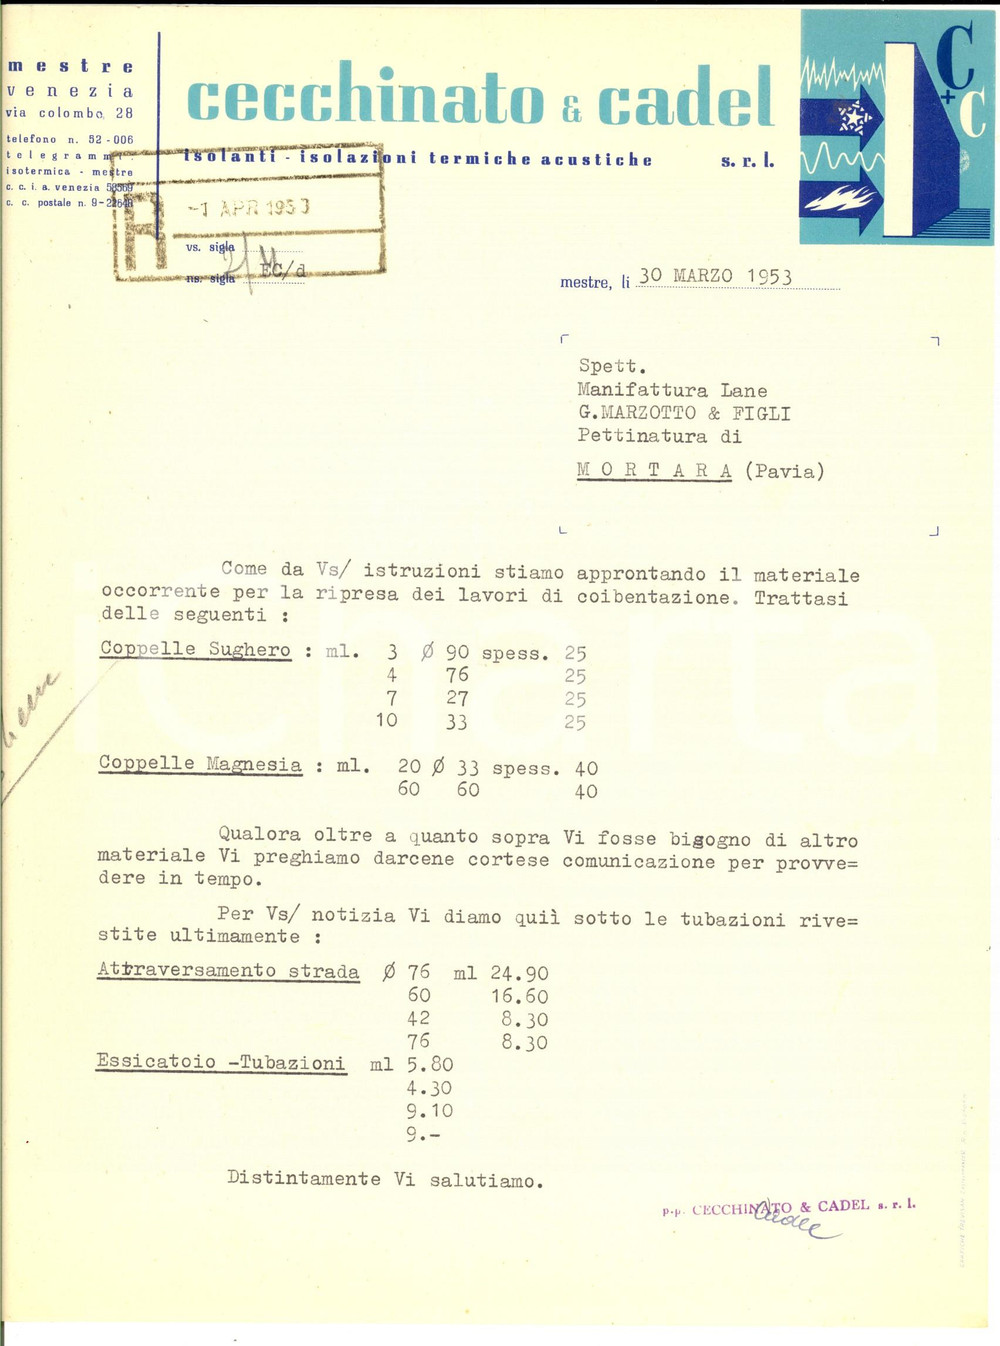 mestre
venezia
via colombo, 28
telefono n. 52-006
telegramm
isotermica - mestre
c. c. i. a. venezia 58569
c. c. postale n. 9-22648
cecchinato & cadel
isolanti - isolazioni termiche acustiche s. r. l.
C + C
R
-1 APR 1953
vs. sigla
ns. sigla EC/d
mestre, li 30 MARZO 1953
Spett.
Manifattura Lane
G.MARZOTTO & FIGLI
Pettinatura di
M O R T A R A (Pavia)
Come da Vs/ istruzioni stiamo approntando il materiale
occorrente per la ripresa dei lavori di coibentazione. Trattasi
delle seguenti :
Coppelle Sughero : ml. 3 Ø 90 spess. 25
4 76 25
7 27 25
10 33 25
Coppelle Magnesia : ml. 20 Ø 33 spess. 40
60 60 40
Qualora oltre a quanto sopra Vi fosse bigogno di altro
materiale Vi preghiamo darcene cortese comunicazione per provve=
dere in tempo.
Per Vs/ notizia Vi diamo quiì sotto le tubazioni rive=
stite ultimamente :
Attraversamento strada Ø 76 ml 24.90
60 16.60
42 8.30
76 8.30
Essicatoio -Tubazioni ml 5.80
4.30
9.10
9.-
Distintamente Vi salutiamo.
p.p. CECCHINATO & CADEL s. r. l.
Cadel